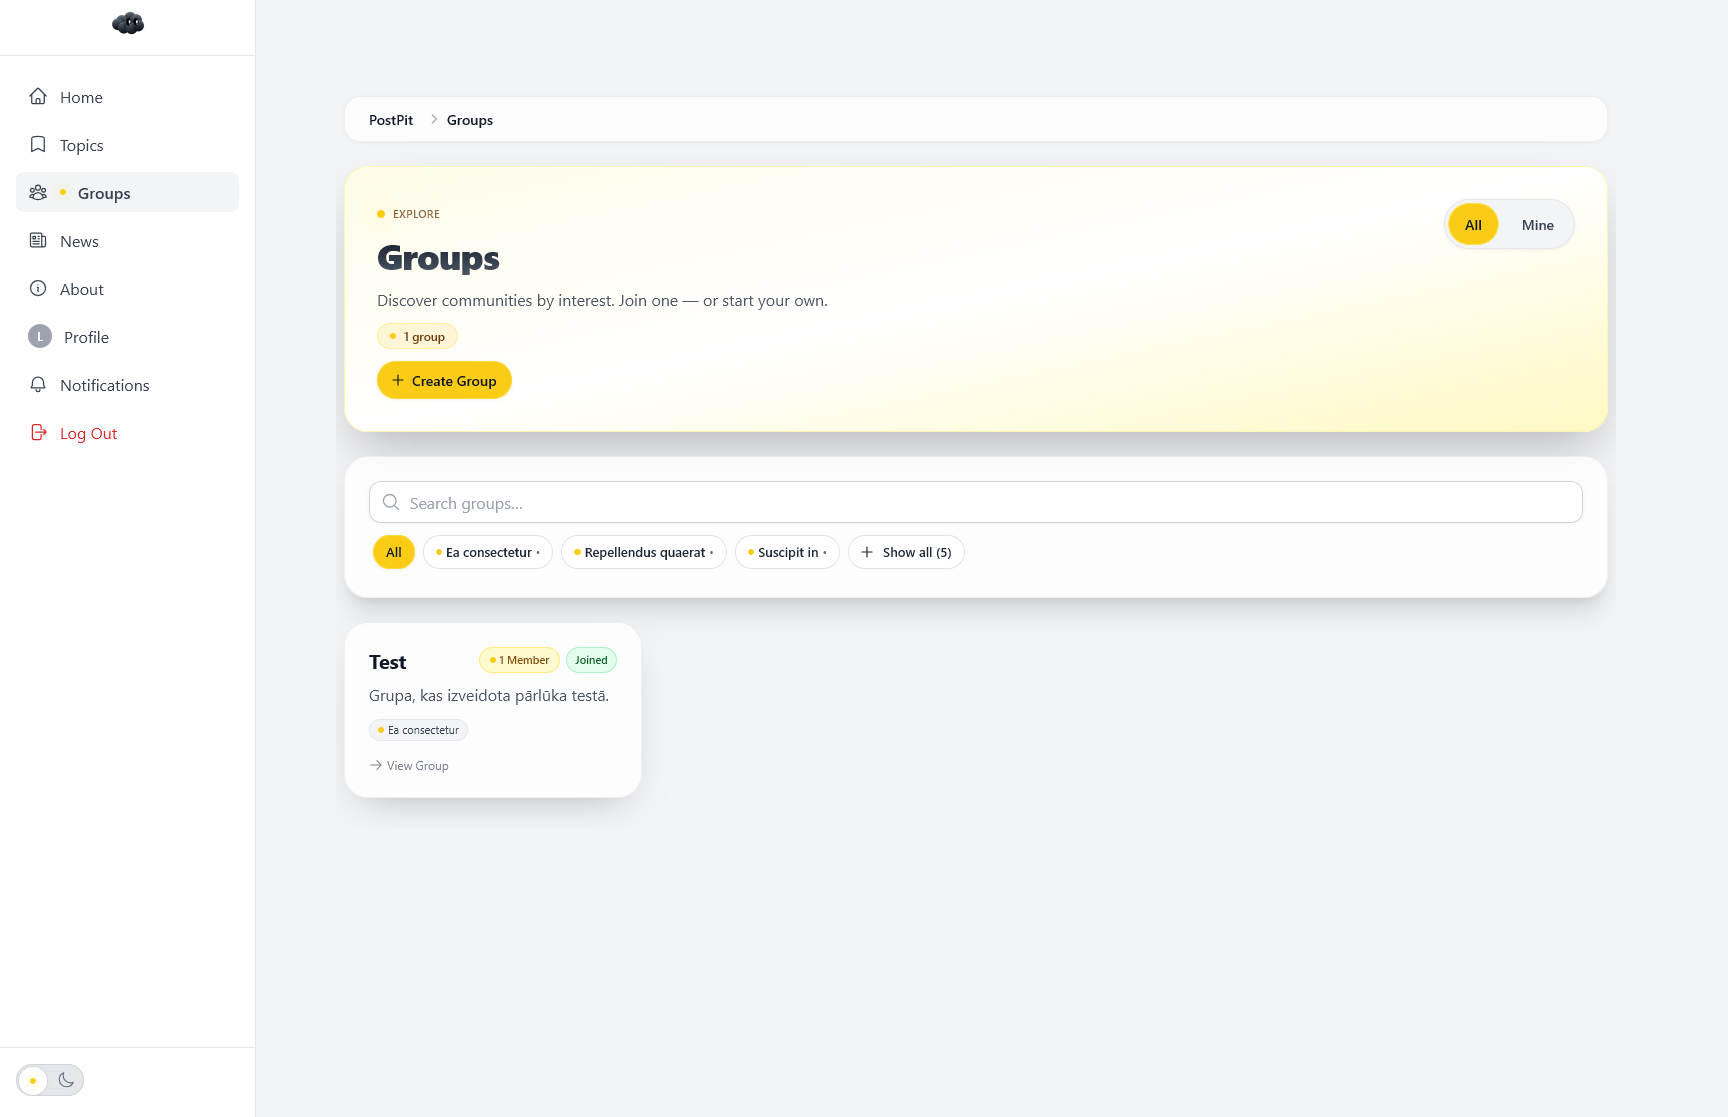 Home
Topics
Groups
News
About
L Profile
Notifications
Log Out
PostPit > Groups
EXPLORE
All Mine
Groups
Discover communities by interest. Join one — or start your own.
1 group
+ Create Group
Search groups...
All
Ea consectetur •
Repellendus quaerat •
Suscipit in •
+ Show all (5)
Test
1 Member
Joined
Grupa, kas izveidota pārlūka testā.
Ea consectetur
→ View Group